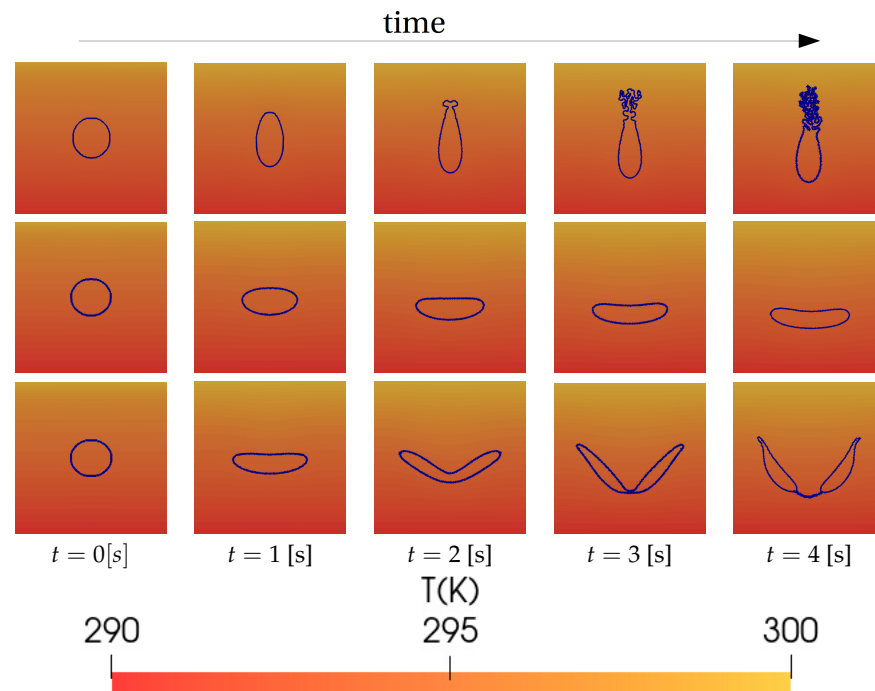 time
t = 0[s]
t = 1 [s]
t = 2 [s]
t = 3 [s]
t = 4 [s]
T(K)
290
295
300